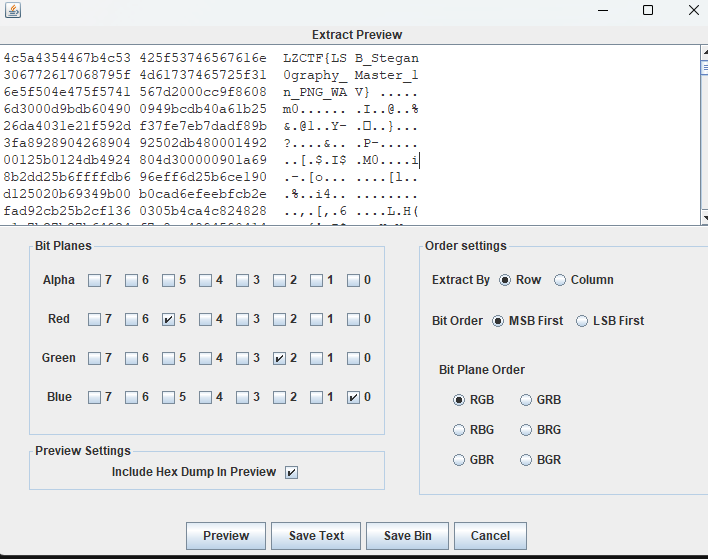 Extract Preview
4c5a4354467b4c53 425f53746567616e LZCTF{LS B_Stegan
306772617068795f 4d61737465725f31 0graphy_ Master_1
6e5f504e475f5741 567d2000cc9f8608 n_PNG_WA V} .....
6d3000d9bdb60490 0949bcdb40a61b25 m0...... .I..@..%
26da4031e21f592d f37fe7eb7dadf89b &.@1..Y- ....}...
3fa8928904268904 92502db480001492 ?....&.. .P-.....
00125b0124db4924 804d300000901a69 ..[.$.I$ .M0....i
8b2dd25b6ffffdb6 96eff6d25b6ce190 .-.[o... ....[l..
d125020b69349b00 b0cad6efeebfcb2e .%..i4.. ........
fad92cb25b2cf136 0305b4ca4c824828 ..,.[,.6 ....L.H(
Bit Planes
Alpha 7 6 5 4 3 2 1 0
Red 7 6 5 4 3 2 1 0
Green 7 6 5 4 3 2 1 0
Blue 7 6 5 4 3 2 1 0
Preview Settings
Include Hex Dump In Preview
Order settings
Extract By Row Column
Bit Order MSB First LSB First
Bit Plane Order
RGB GRB
RBG BRG
GBR BGR
Preview Save Text Save Bin Cancel